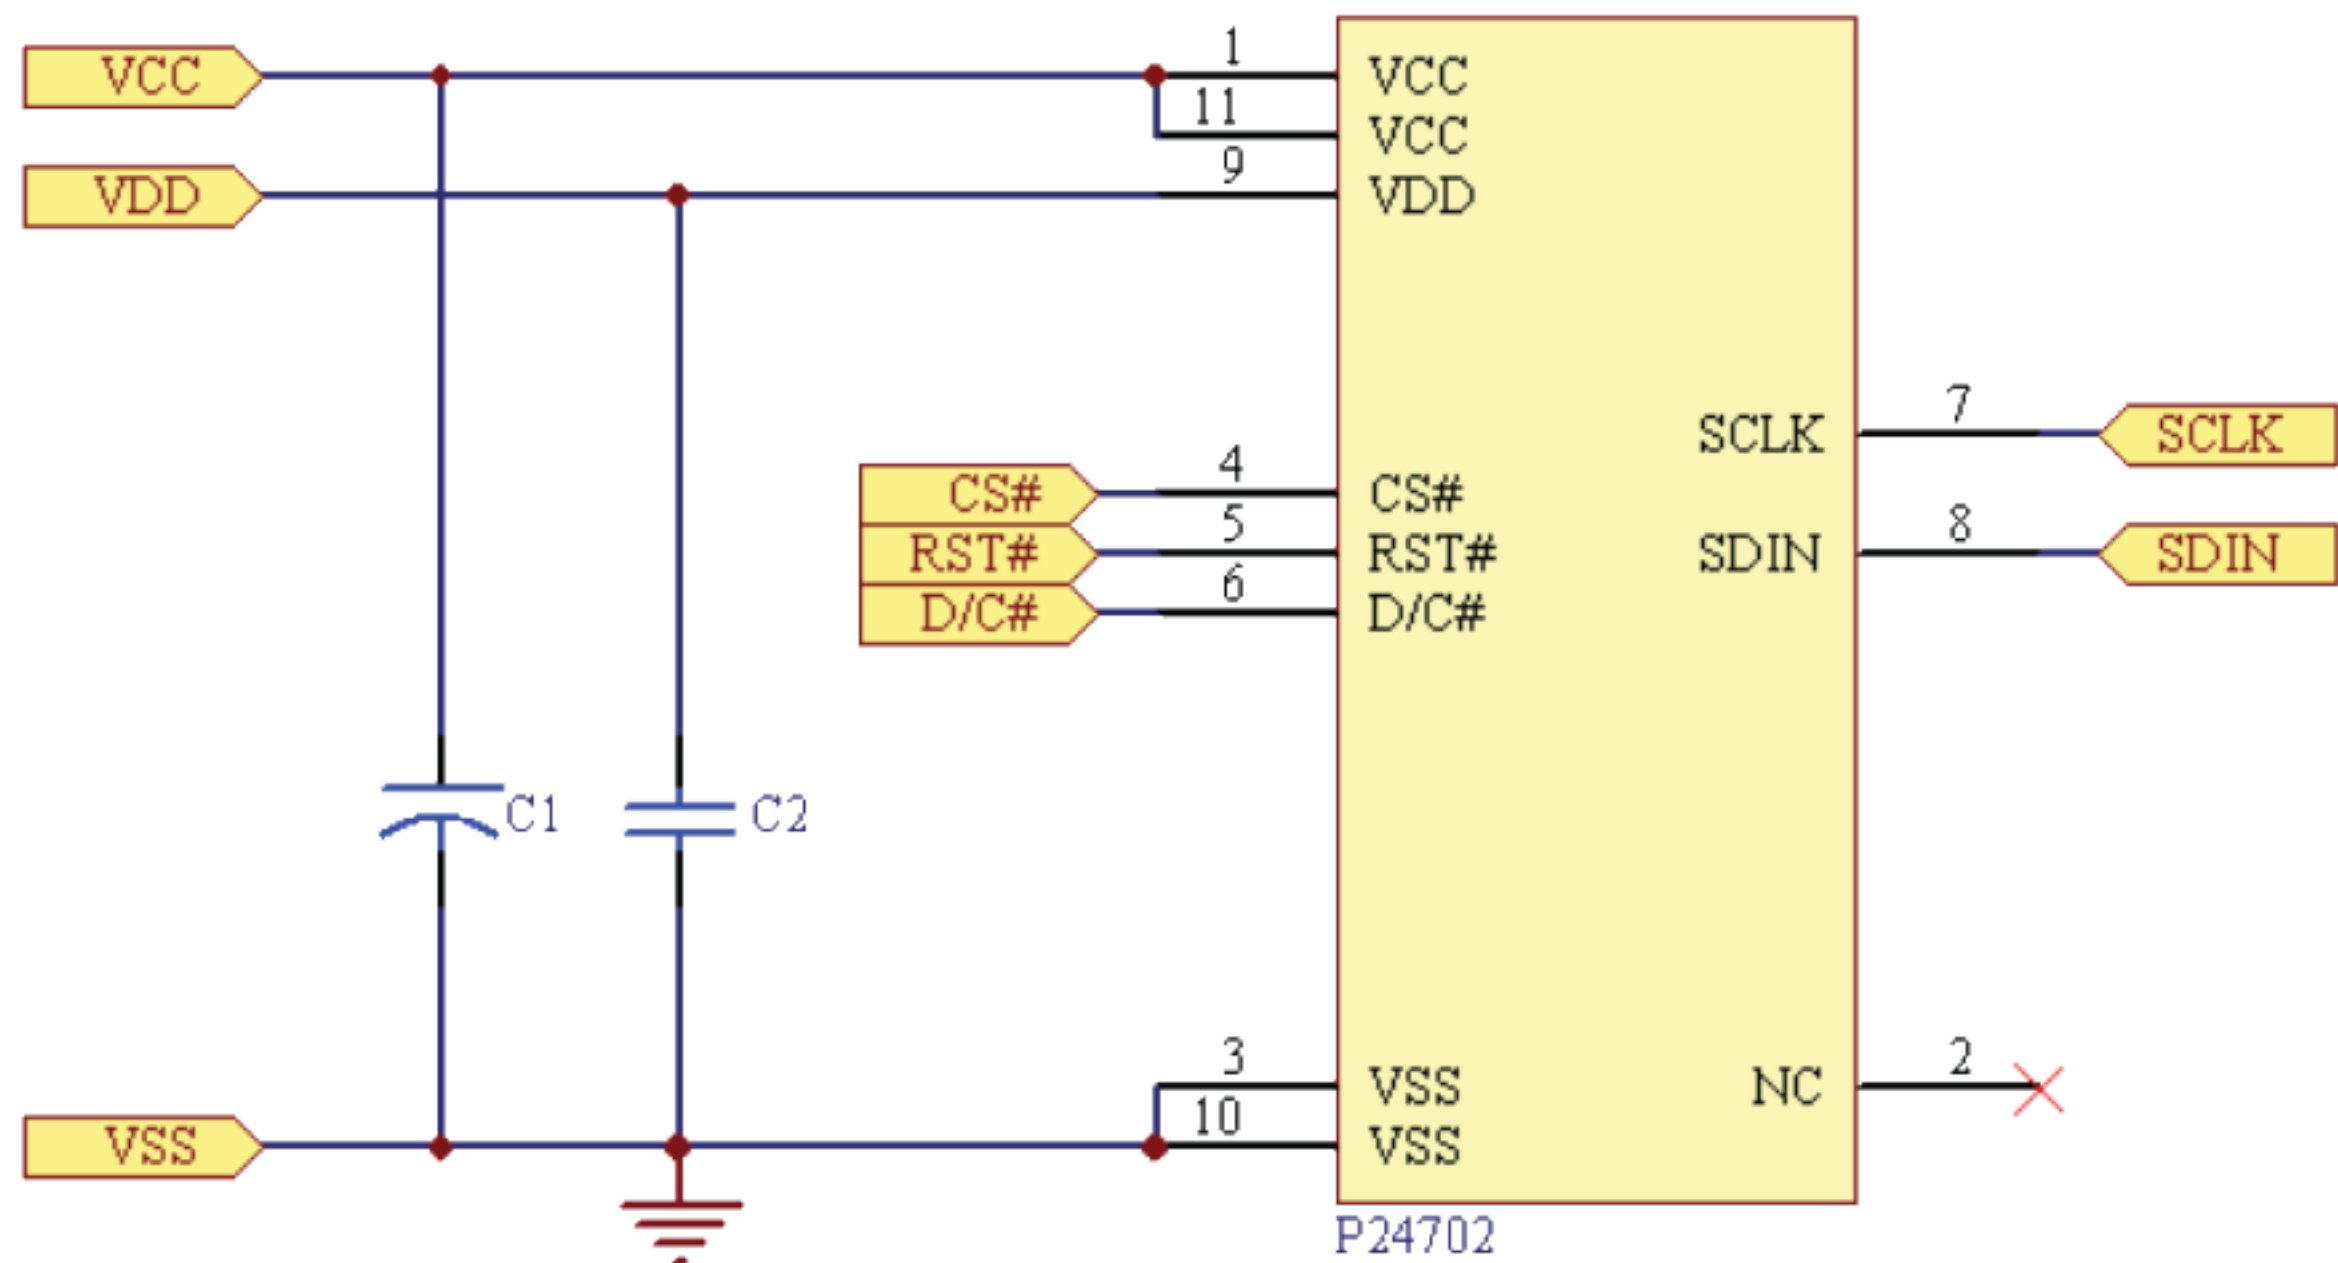 VCC
1
VCC
11
VCC
VDD
9
VDD
7
SCLK
SCLK
CS#
4
CS#
RST#
5
RST#
8
SDIN
SDIN
D/C#
6
D/C#
C1
C2
3
VSS
2
NC
VSS
10
VSS
P24702